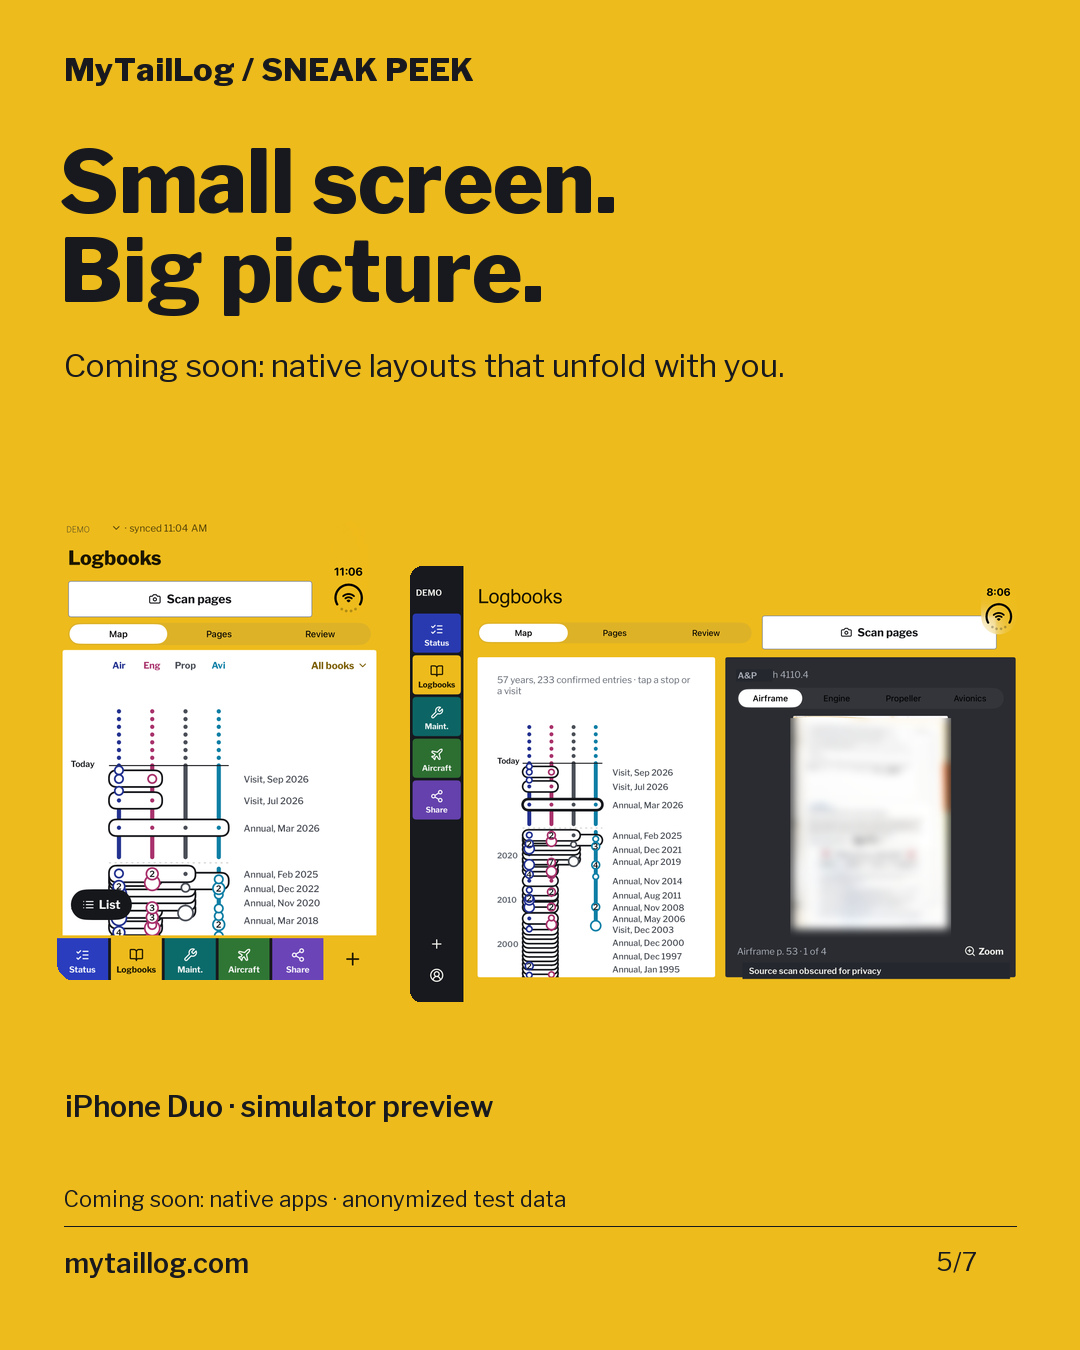 MyTailLog / SNEAK PEEK
Small screen.
Big picture.
Coming soon: native layouts that unfold with you.
DEMO · synced 11:04 AM
Logbooks
11:06
Scan pages
Map Pages Review
Air Eng Prop Avi All books
Today
Visit, Sep 2026
Visit, Jul 2026
Annual, Mar 2026
Annual, Feb 2025
2
2 2
Annual, Dec 2022
Annual, Nov 2020
3
3
Annual, Mar 2018
2
4
List
Status Logbooks Maint. Aircraft Share
DEMO
Status
Logbooks
Maint.
Aircraft
Share
Logbooks
8:06
Map Pages Review
Scan pages
57 years, 233 confirmed entries · tap a stop or
a visit
Today
Visit, Sep 2026
Visit, Jul 2026
Annual, Mar 2026
Annual, Feb 2025
Annual, Dec 2021
2020
Annual, Apr 2019
Annual, Nov 2014
Annual, Aug 2011
2010
Annual, Nov 2008
Annual, May 2006
Visit, Dec 2003
2000
Annual, Dec 2000
Annual, Dec 1997
Annual, Jan 1995
A&P h 4110.4
Airframe Engine Propeller Avionics
Airframe p. 53 · 1 of 4
Zoom
Source scan obscured for privacy
iPhone Duo · simulator preview
Coming soon: native apps · anonymized test data
mytaillog.com
5/7